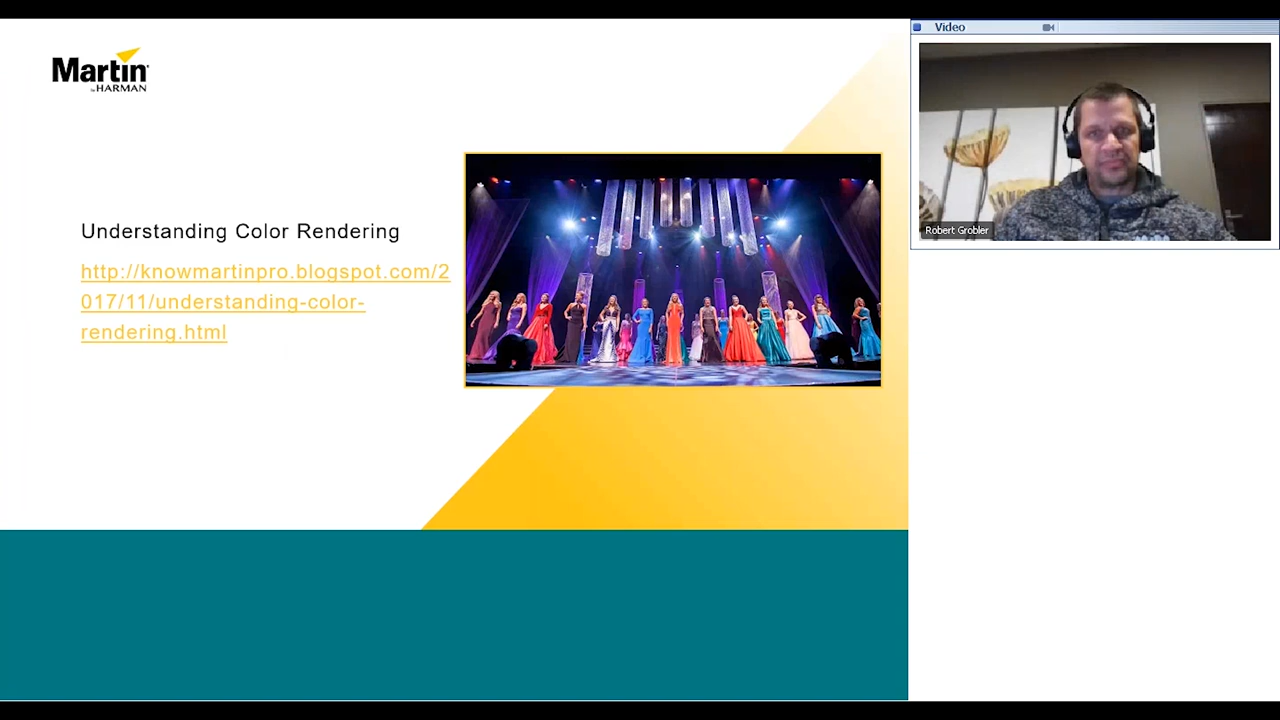 Martin
by HARMAN
Understanding Color Rendering
http://knowmartinpro.blogspot.com/2
017/11/understanding-color-
rendering.html
Video
Robert Grobler